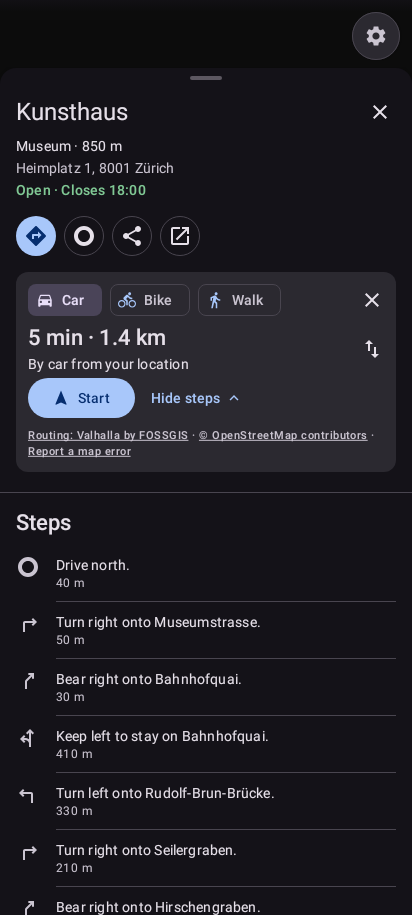 Kunsthaus
Museum · 850 m
Heimplatz 1, 8001 Zürich
Open · Closes 18:00
Car
Bike
Walk
5 min · 1.4 km
By car from your location
Start
Hide steps
Routing: Valhalla by FOSSGIS · © OpenStreetMap contributors ·
Report a map error
Steps
Drive north.
40 m
Turn right onto Museumstrasse.
50 m
Bear right onto Bahnhofquai.
30 m
Keep left to stay on Bahnhofquai.
410 m
Turn left onto Rudolf-Brun-Brücke.
330 m
Turn right onto Seilergraben.
210 m
Bear right onto Hirschengraben.